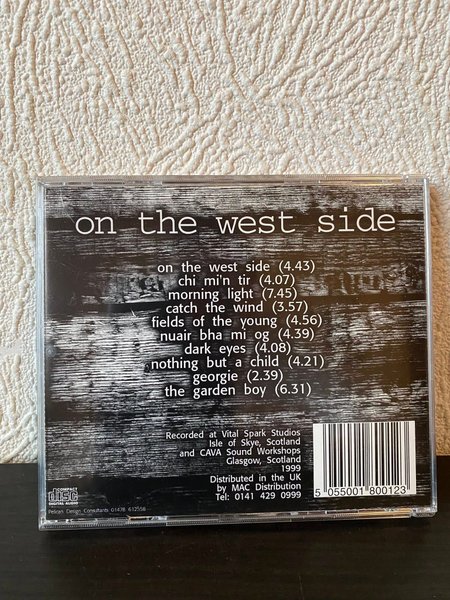 on the west side
on the west side (4.43)
chi mi'n tir (4.07)
morning light (7.45)
catch the wind (3.57)
fields of the young (4.56)
nuair bha mi og (4.39)
dark eyes (4.08)
nothing but a child (4.21)
georgie (2.39)
the garden boy (6.31)
Recorded at Vital Spark Studios
Isle of Skye, Scotland
and CAVA Sound Workshops
Glasgow, Scotland
1999
Distributed in the UK
by MAC Distribution
Tel: 0141 429 0999
5 055001 800123
COMPACT
disc
DIGITAL AUDIO
Pelican Design Consultants 01478 612558